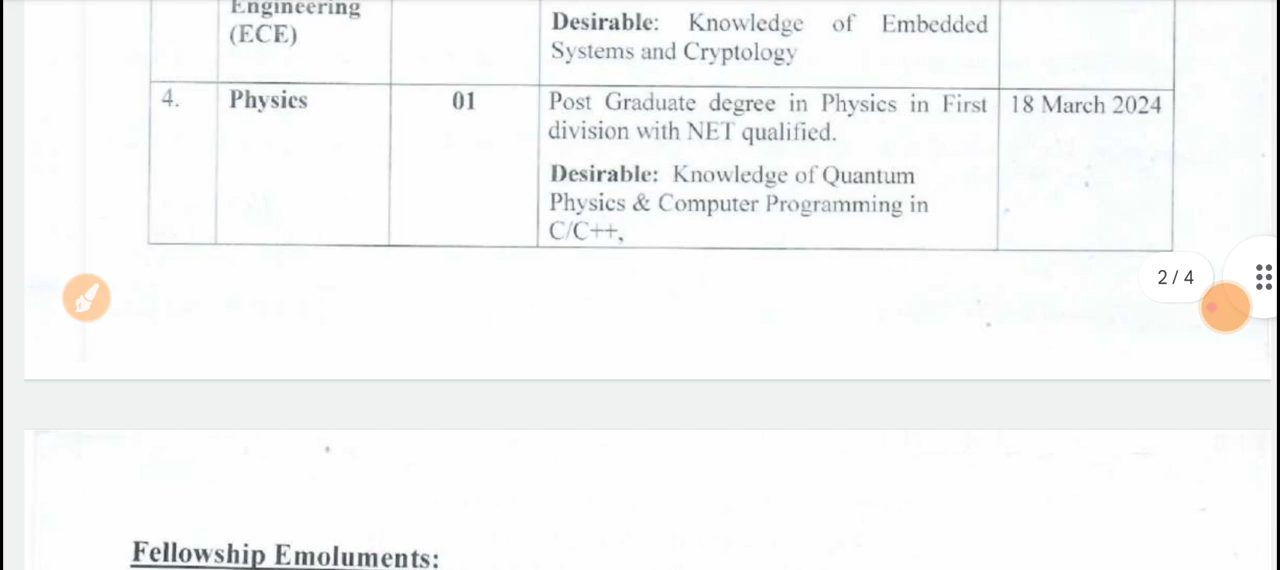 Engineering
(ECE)
Desirable: Knowledge of Embedded
Systems and Cryptology
4.
Physics
01
Post Graduate degree in Physics in First
division with NET qualified.
Desirable: Knowledge of Quantum
Physics & Computer Programming in
C/C++,
18 March 2024
2 / 4
Fellowship Emoluments: